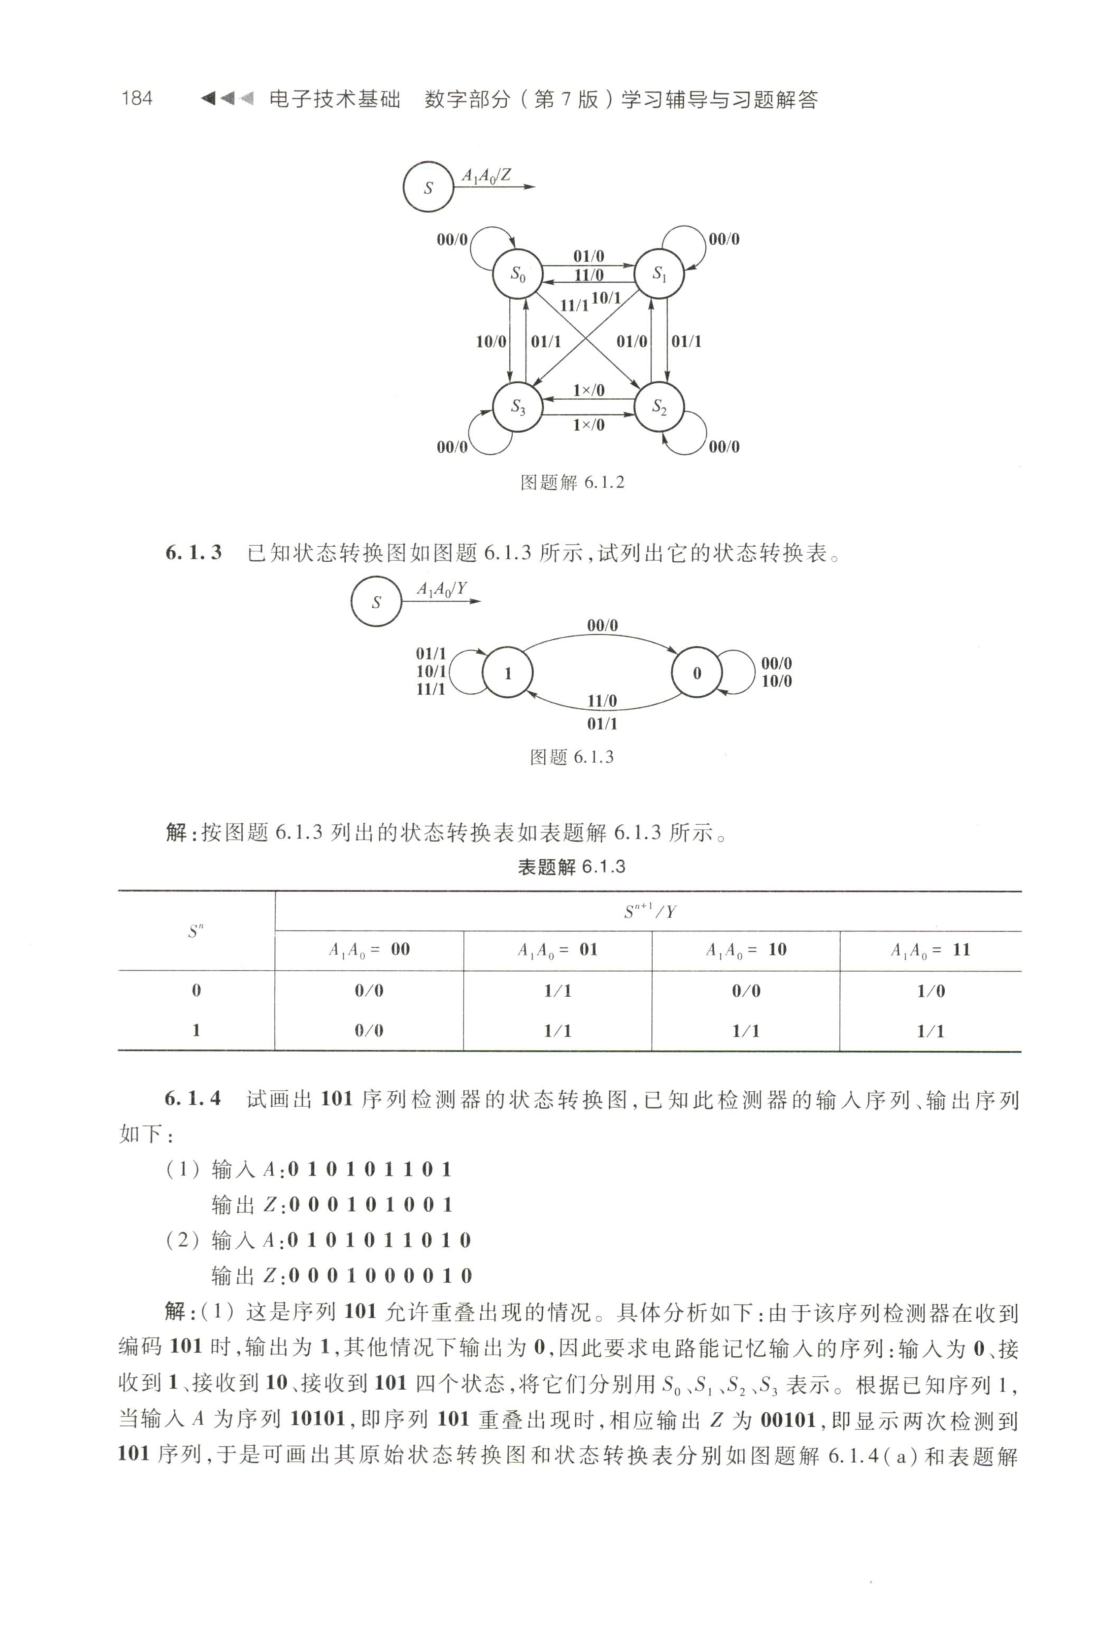 184 电子技术基础 数字部分(第7版)学习辅导与习题解答
S A₁A₀/Z
00/0 00/0
01/0
S₀ 11/0 S₁
11/1 10/1
10/0 01/1 01/0 01/1
1×/0
S₃ S₂
1×/0
00/0 00/0
图题解 6.1.2
6.1.3 已知状态转换图如图题 6.1.3 所示,试列出它的状态转换表。
S A₁A₀/Y
00/0
01/1
10/1 1 0 00/0
11/1 10/0
11/0
01/1
图题 6.1.3
解:按图题 6.1.3 列出的状态转换表如表题解 6.1.3 所示。
表题解 6.1.3
Sⁿ Sⁿ⁺¹/Y
A₁A₀ = 00 A₁A₀ = 01 A₁A₀ = 10 A₁A₀ = 11
0 0/0 1/1 0/0 1/0
1 0/0 1/1 1/1 1/1
6.1.4 试画出 101 序列检测器的状态转换图,已知此检测器的输入序列、输出序列
如下:
(1) 输入 A:0 1 0 1 0 1 1 0 1
输出 Z:0 0 0 1 0 1 0 0 1
(2) 输入 A:0 1 0 1 0 1 1 0 1 0
输出 Z:0 0 0 1 0 0 0 0 1 0
解:(1) 这是序列 101 允许重叠出现的情况。具体分析如下:由于该序列检测器在收到
编码 101 时,输出为 1,其他情况下输出为 0,因此要求电路能记忆输入的序列:输入为 0、接
收到 1、接收到 10、接收到 101 四个状态,将它们分别用 S₀、S₁、S₂、S₃ 表示。根据已知序列 1,
当输入 A 为序列 10101,即序列 101 重叠出现时,相应输出 Z 为 00101,即显示两次检测到
101 序列,于是可画出其原始状态转换图和状态转换表分别如图题解 6.1.4(a)和表题解